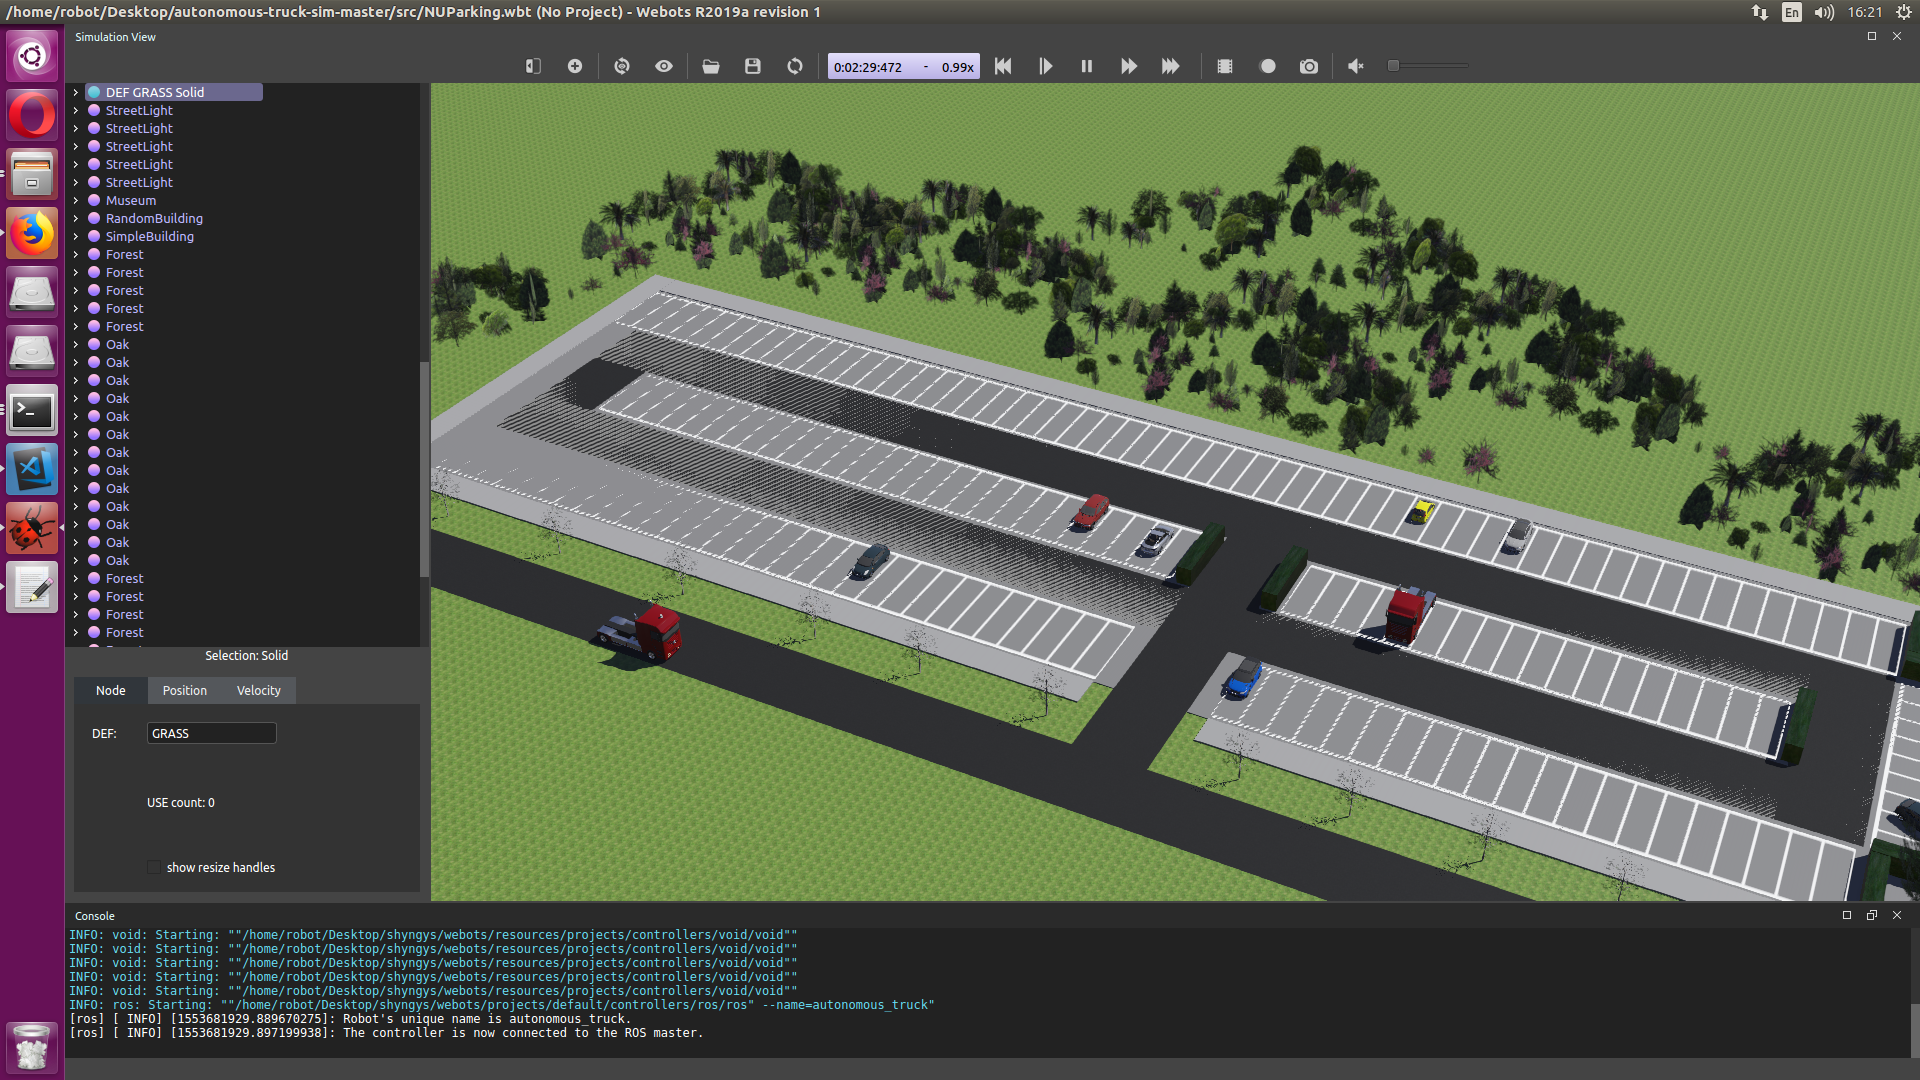 /home/robot/Desktop/autonomous-truck-sim-master/src/NUParking.wbt (No Project) - Webots R2019a revision 1
En
16:21
Simulation View
0:02:29:472 - 0.99x
DEF GRASS Solid
StreetLight
StreetLight
StreetLight
StreetLight
StreetLight
Museum
RandomBuilding
SimpleBuilding
Forest
Forest
Forest
Forest
Forest
Oak
Oak
Oak
Oak
Oak
Oak
Oak
Oak
Oak
Oak
Oak
Oak
Oak
Forest
Forest
Forest
Forest
Selection: Solid
Node Position Velocity
DEF: GRASS
USE count: 0
show resize handles
Console
INFO: void: Starting: ""/home/robot/Desktop/shyngys/webots/resources/projects/controllers/void/void""
INFO: void: Starting: ""/home/robot/Desktop/shyngys/webots/resources/projects/controllers/void/void""
INFO: void: Starting: ""/home/robot/Desktop/shyngys/webots/resources/projects/controllers/void/void""
INFO: void: Starting: ""/home/robot/Desktop/shyngys/webots/resources/projects/controllers/void/void""
INFO: void: Starting: ""/home/robot/Desktop/shyngys/webots/resources/projects/controllers/void/void""
INFO: ros: Starting: ""/home/robot/Desktop/shyngys/webots/projects/default/controllers/ros/ros" --name=autonomous_truck"
[ros] [ INFO] [1553681929.889670275]: Robot's unique name is autonomous_truck.
[ros] [ INFO] [1553681929.897199938]: The controller is now connected to the ROS master.